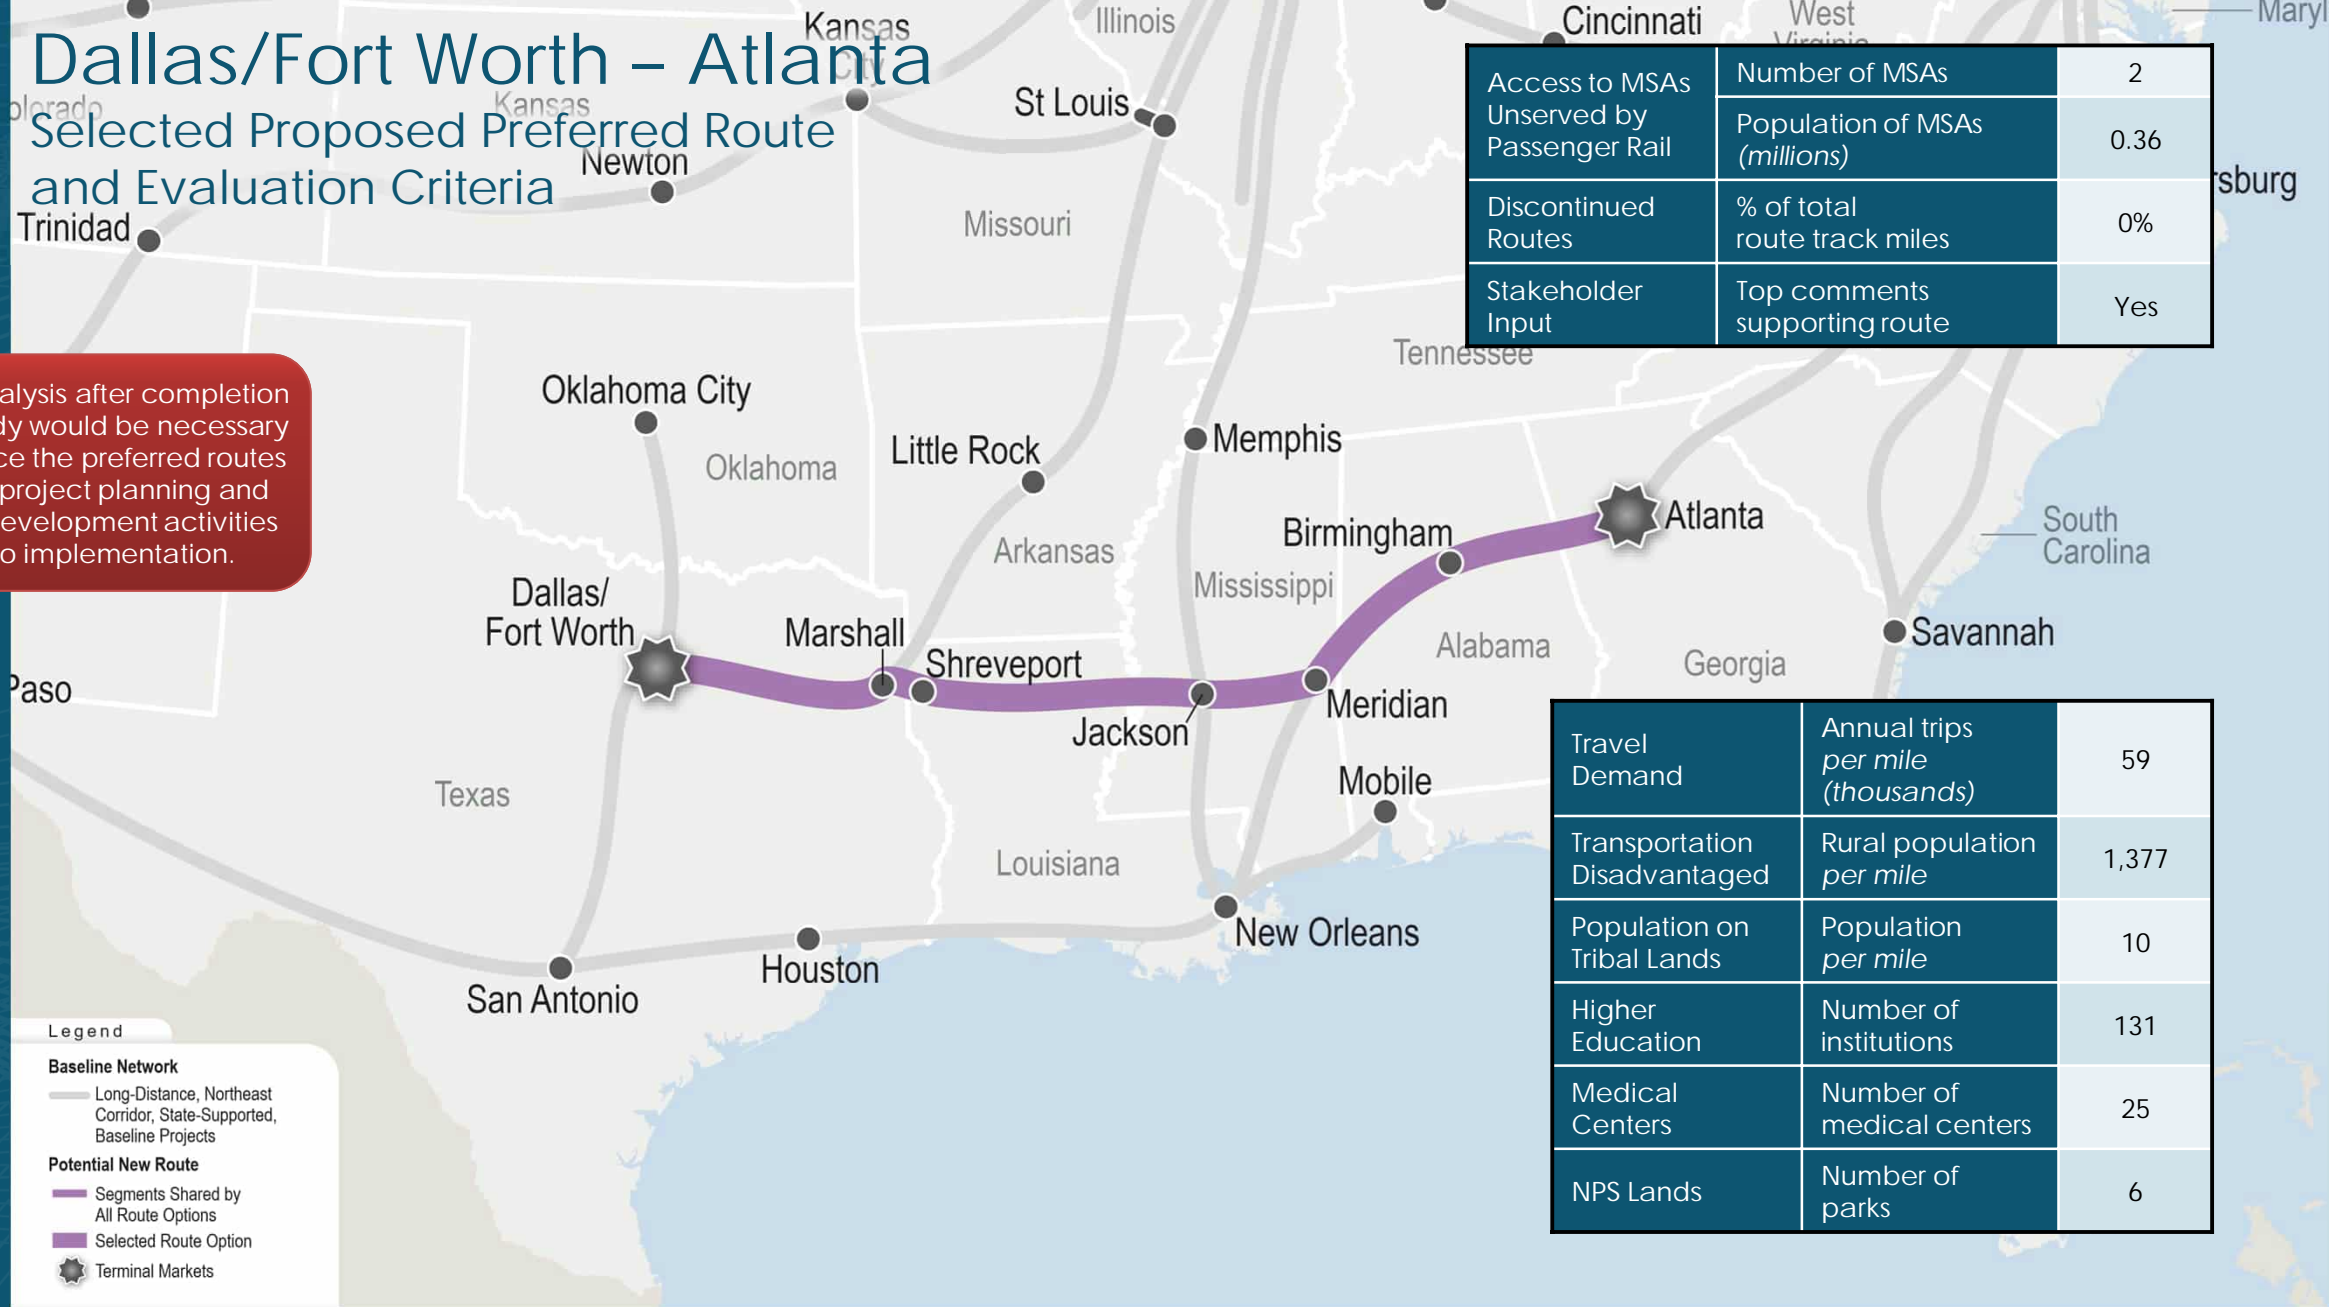 Dallas/Fort Worth – Atlanta
Selected Proposed Preferred Route
and Evaluation Criteria
Kansas
City
Illinois
Cincinnati
West
Virginia
Kansas
St Louis
Newton
Trinidad
Missouri
Access to MSAs
Unserved by
Passenger Rail
Number of MSAs
2
Population of MSAs
(millions)
0.36
Discontinued
Routes
% of total
route track miles
0%
Stakeholder
Input
Top comments
supporting route
Yes
Tennessee
after completion
would be necessary
the preferred routes
project planning and
activities
implementation.
Oklahoma City
Oklahoma
Little Rock
Memphis
Arkansas
Birmingham
Atlanta
South
Carolina
Mississippi
Dallas/
Fort Worth
Marshall
Shreveport
Jackson
Meridian
Alabama
Georgia
Savannah
Paso
Texas
Mobile
Louisiana
New Orleans
Houston
San Antonio
Travel
Demand
Annual trips
per mile
(thousands)
59
Transportation
Disadvantaged
Rural population
per mile
1,377
Population on
Tribal Lands
Population
per mile
10
Higher
Education
Number of
institutions
131
Medical
Centers
Number of
medical centers
25
NPS Lands
Number of
parks
6
Legend
Baseline Network
Long-Distance, Northeast
Corridor, State-Supported,
Baseline Projects
Potential New Route
Segments Shared by
All Route Options
Selected Route Option
Terminal Markets